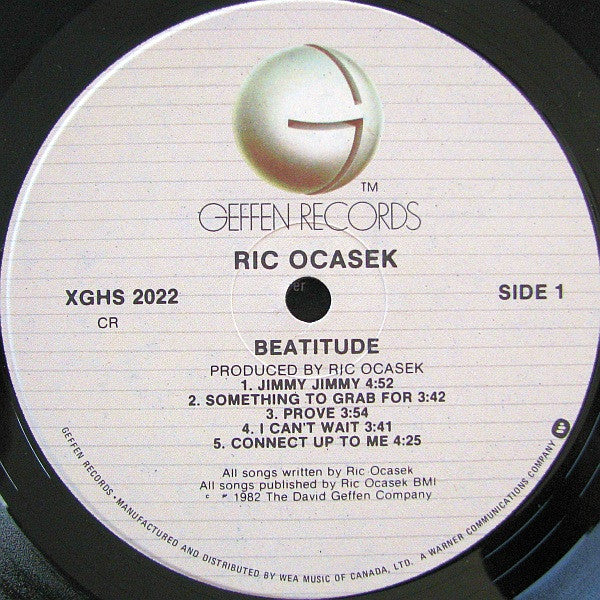 TM
GEFFEN RECORDS
RIC OCASEK
XGHS 2022
SIDE 1
CR
BEATITUDE
PRODUCED BY RIC OCASEK
1. JIMMY JIMMY 4:52
2. SOMETHING TO GRAB FOR 3:42
3. PROVE 3:54
4. I CAN'T WAIT 3:41
5. CONNECT UP TO ME 4:25
All songs written by Ric Ocasek
All songs published by Ric Ocasek BMI
© ℗ 1982 The David Geffen Company
GEFFEN RECORDS • MANUFACTURED AND DISTRIBUTED BY WEA MUSIC OF CANADA, LTD. A WARNER COMMUNICATIONS COMPANY